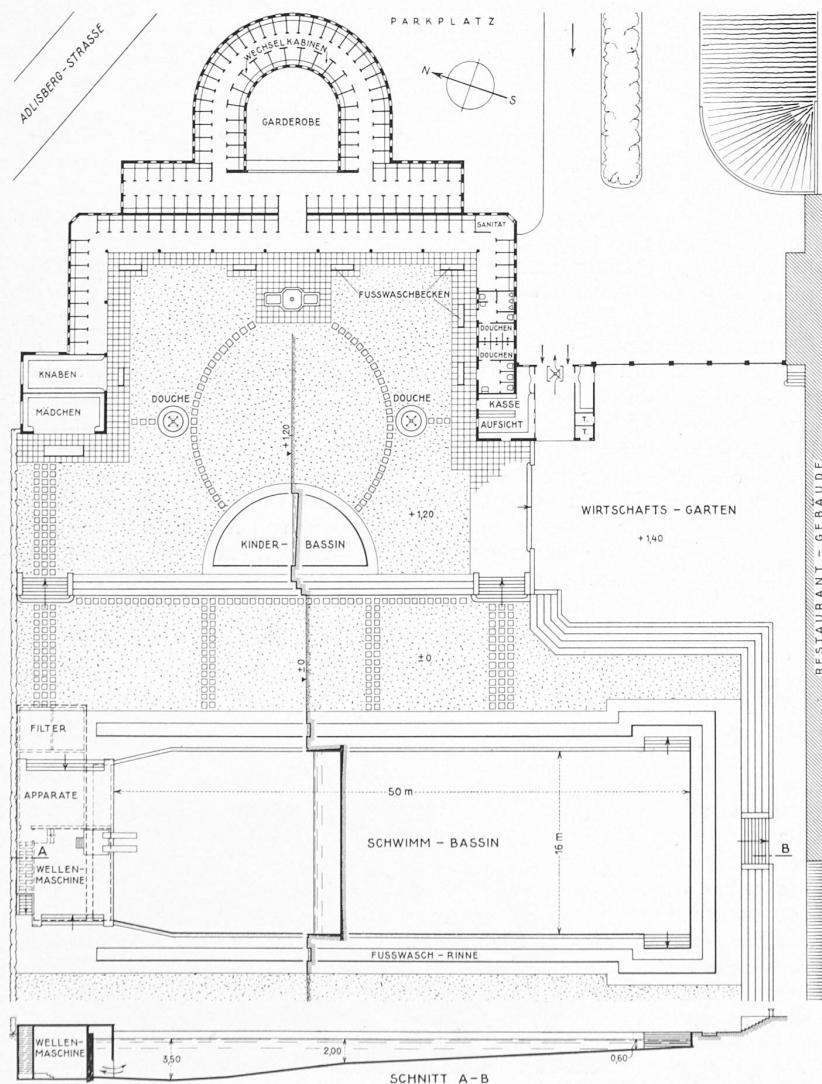 PARKPLATZ
ADLISBERG-STRASSE
WECHSELKABINEN
N
S
GARDEROBE
SANITÄT
FUSSWASCHBECKEN
DOUCHEN
DOUCHEN
KNABEN
MÄDCHEN
DOUCHE
DOUCHE
KASSE
AUFSICHT
T.
T.
+1,20
+1,20
KINDER-BASSIN
WIRTSCHAFTS-GARTEN
+1,40
RESTAURANT-GEBÄUDE
±0
±0
FILTER
APPARATE
50 m
16 m
SCHWIMM-BASSIN
A
B
WELLEN-
MASCHINE
FUSSWASCH-RINNE
WELLEN-
MASCHINE
3,50
2,00
0,60
SCHNITT A-B